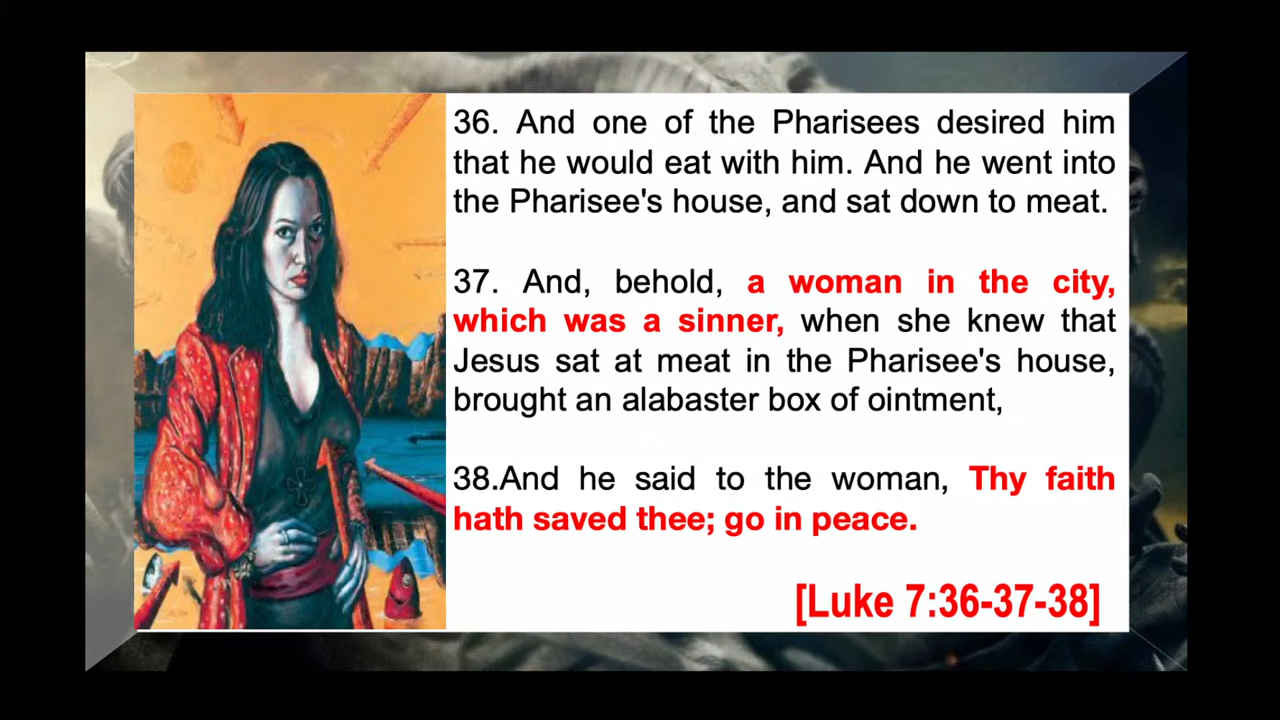 36. And one of the Pharisees desired him
that he would eat with him. And he went into
the Pharisee's house, and sat down to meat.
37. And, behold, a woman in the city,
which was a sinner, when she knew that
Jesus sat at meat in the Pharisee's house,
brought an alabaster box of ointment,
38.And he said to the woman, Thy faith
hath saved thee; go in peace.
[Luke 7:36-37-38]